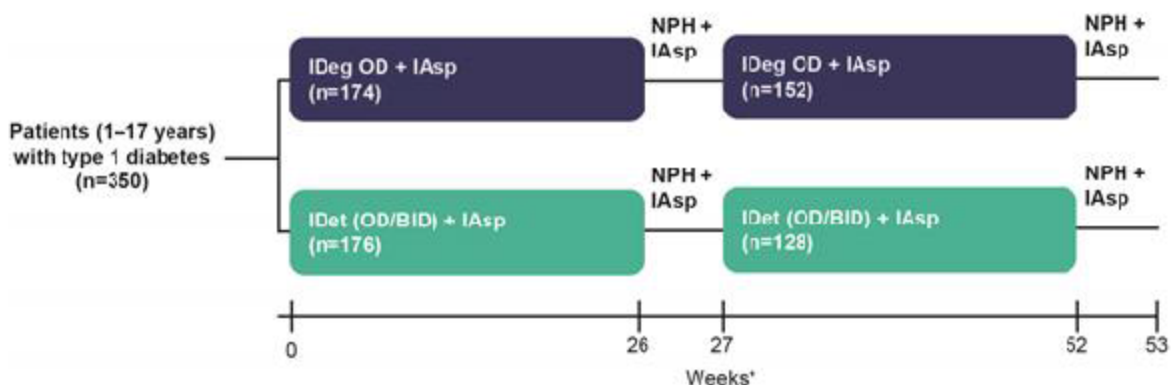 NPH +
IAsp
NPH +
IAsp
IDeg OD + IAsp
(n=174)
IDeg OD + IAsp
(n=152)
Patients (1–17 years)
with type 1 diabetes
(n=350)
NPH +
IAsp
NPH +
IAsp
IDet (OD/BID) + IAsp
(n=176)
IDet (OD/BID) + IAsp
(n=128)
0 26 27 52 53
Weeks*